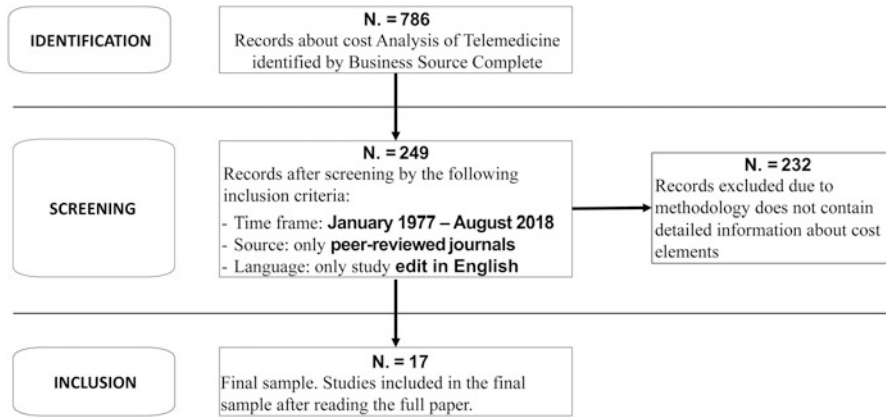 IDENTIFICATION
N. = 786
Records about cost Analysis of Telemedicine
identified by Business Source Complete
SCREENING
N. = 249
Records after screening by the following
inclusion criteria:
- Time frame: January 1977 – August 2018
- Source: only peer-reviewed journals
- Language: only study edit in English
N. = 232
Records excluded due to
methodology does not contain
detailed information about cost
elements
INCLUSION
N. = 17
Final sample. Studies included in the final
sample after reading the full paper.